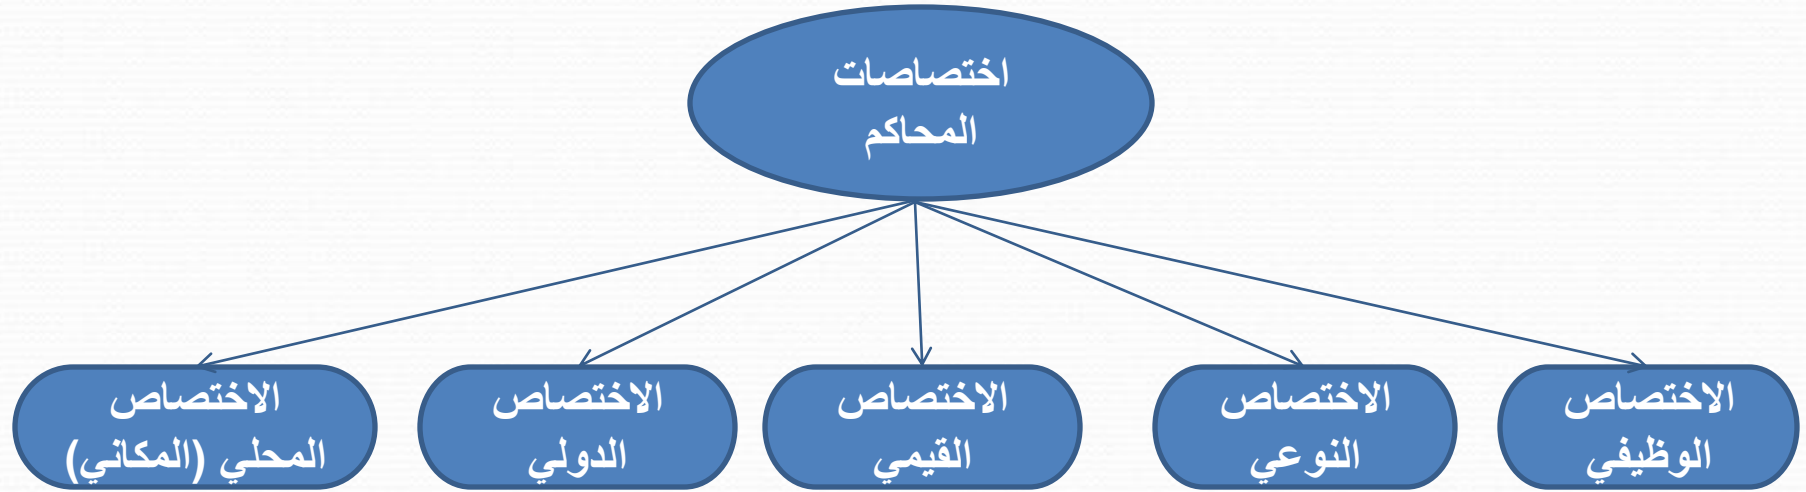 اختصاصات
المحاكم
الاختصاص
الوظيفي
الاختصاص
النوعي
الاختصاص
القيمي
الاختصاص
الدولي
الاختصاص
المحلي (المكاني)